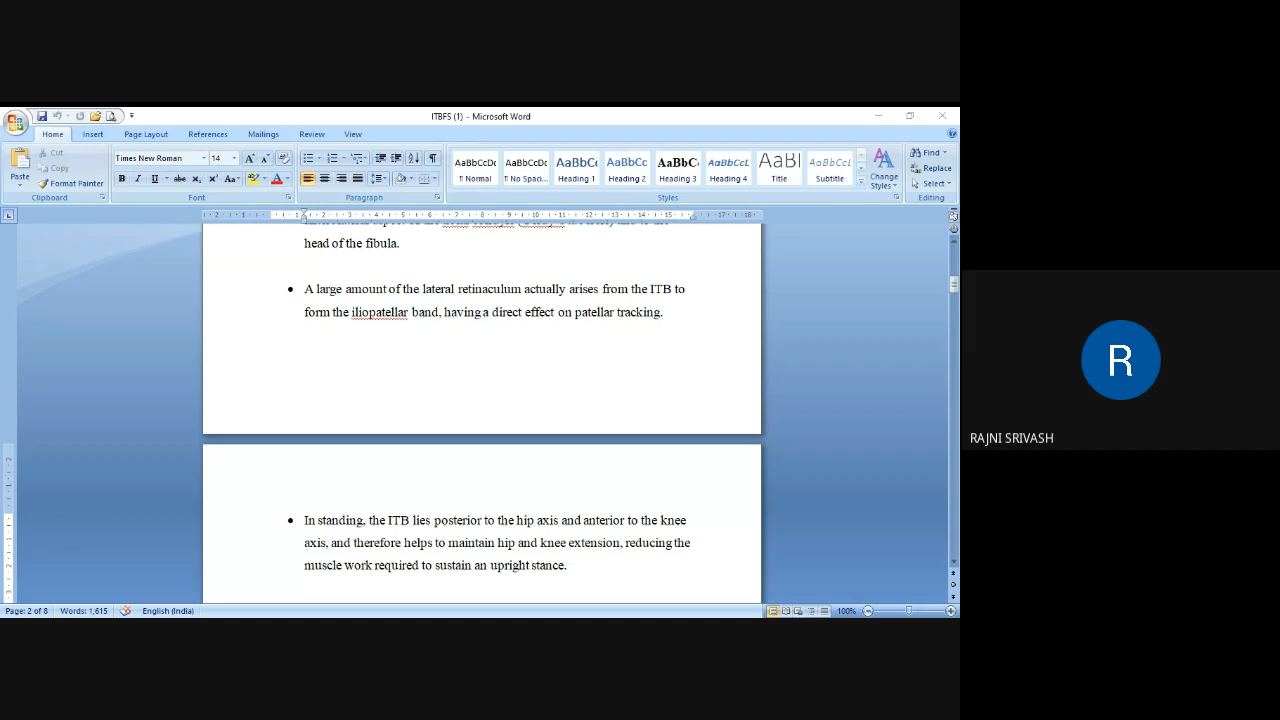 ITBFS (1) - Microsoft Word
Home Insert Page Layout References Mailings Review View
Paste
Cut
Copy
Format Painter
Clipboard
Times New Roman 14
Font
Paragraph
AaBbCcDc AaBbCcDc AaBbCc AaBbCc AaBbC AaBbCcL AaBl AaBbCcL
¶ Normal ¶ No Spaci... Heading 1 Heading 2 Heading 3 Heading 4 Title Subtitle
Change Styles
Styles
Find
Replace
Select
Editing
head of the fibula.
• A large amount of the lateral retinaculum actually arises from the ITB to
form the iliopatellar band, having a direct effect on patellar tracking.
• In standing, the ITB lies posterior to the hip axis and anterior to the knee
axis, and therefore helps to maintain hip and knee extension, reducing the
muscle work required to sustain an upright stance.
Page: 2 of 8 Words: 1,615 English (India) 100%
R
RAJNI SRIVASH